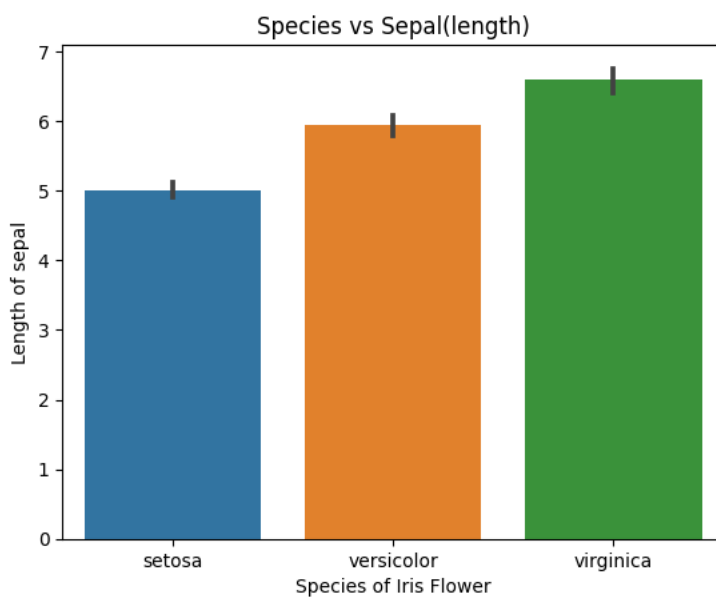 Species vs Sepal(length)
7
6
5
4
3
2
1
0
Length of sepal
setosa versicolor virginica
Species of Iris Flower